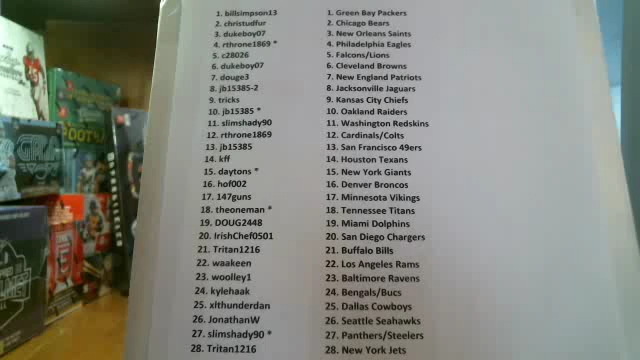 1. billsimpson13 1. Green Bay Packers
2. christudfur 2. Chicago Bears
3. dukeboy07 3. New Orleans Saints
4. rthrone1869 * 4. Philadelphia Eagles
5. c28026 5. Falcons/Lions
6. dukeboy07 6. Cleveland Browns
7. douge3 7. New England Patriots
8. jb15385-2 8. Jacksonville Jaguars
9. tricks 9. Kansas City Chiefs
10. jb15385 * 10. Oakland Raiders
11. slimshady90 11. Washington Redskins
12. rthrone1869 12. Cardinals/Colts
13. jb15385 13. San Francisco 49ers
14. kff 14. Houston Texans
15. daytons * 15. New York Giants
16. hof002 16. Denver Broncos
17. 147guns 17. Minnesota Vikings
18. theoneman * 18. Tennessee Titans
19. DOUG2448 19. Miami Dolphins
20. IrishChef0501 20. San Diego Chargers
21. Tritan1216 21. Buffalo Bills
22. waakeen 22. Los Angeles Rams
23. woolley1 23. Baltimore Ravens
24. kylehaak 24. Bengals/Bucs
25. xlthunderdan 25. Dallas Cowboys
26. JonathanW 26. Seattle Seahawks
27. slimshady90 * 27. Panthers/Steelers
28. Tritan1216 28. New York Jets